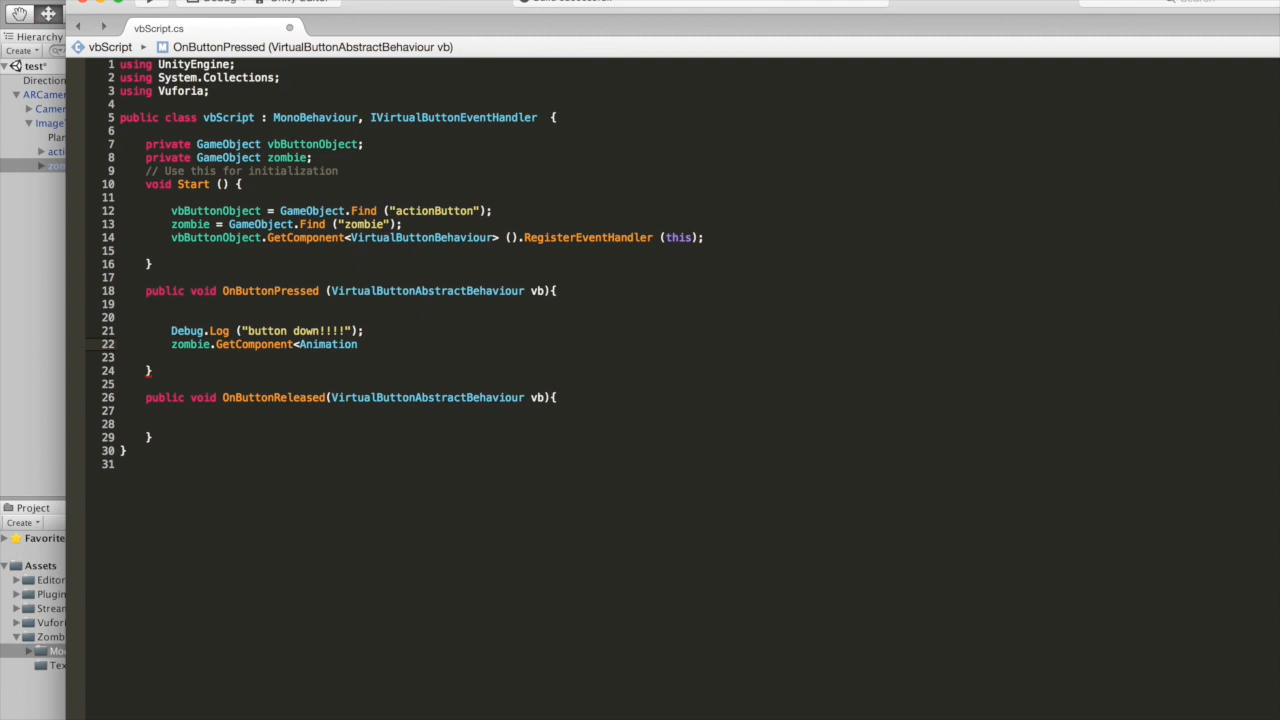 vbScript.cs
Hierarchy
Create
vbScript
OnButtonPressed (VirtualButtonAbstractBehaviour vb)
test*
Direction
ARCamer
Camer
Image
Plan
acti
zom
1 using UnityEngine;
2 using System.Collections;
3 using Vuforia;
4
5 public class vbScript : MonoBehaviour, IVirtualButtonEventHandler {
6
7 private GameObject vbButtonObject;
8 private GameObject zombie;
9 // Use this for initialization
10 void Start () {
11
12 vbButtonObject = GameObject.Find ("actionButton");
13 zombie = GameObject.Find ("zombie");
14 vbButtonObject.GetComponent<VirtualButtonBehaviour> ().RegisterEventHandler (this);
15
16 }
17
18 public void OnButtonPressed (VirtualButtonAbstractBehaviour vb){
19
20
21 Debug.Log ("button down!!!!");
22 zombie.GetComponent<Animation
23
24 }
25
26 public void OnButtonReleased(VirtualButtonAbstractBehaviour vb){
27
28
29 }
30 }
31
Project
Create
Favorite
Assets
Editor
Plugin
Strean
Vufori
Zomb
Mod
Tex